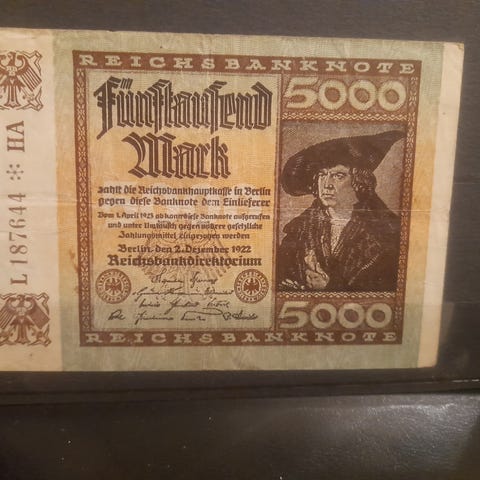 REICHSBANKNOTE
Fünftausend
Mark
5000
zahlt die Reichsbankhauptkasse in Berlin
gegen diese Banknote dem Einlieferer
Vom 1. April 1923 ab kann diese Banknote aufgerufen
und unter Umtausch gegen andere gesetzliche
Zahlungsmittel eingezogen werden
Berlin, den 2. Dezember 1922
Reichsbankdirektorium
5000
REICHSBANKNOTE
L 187644 ✻ HA